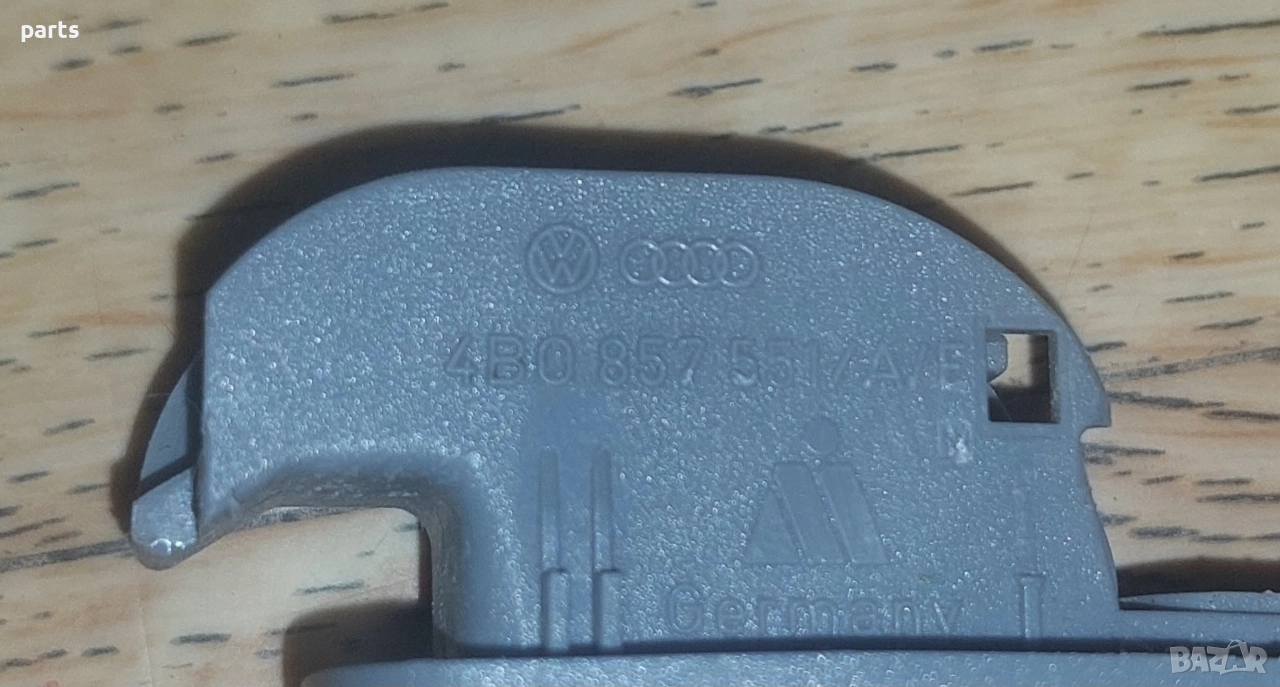 parts
4B0 857 551/A/E
M
Germany
BAZAR